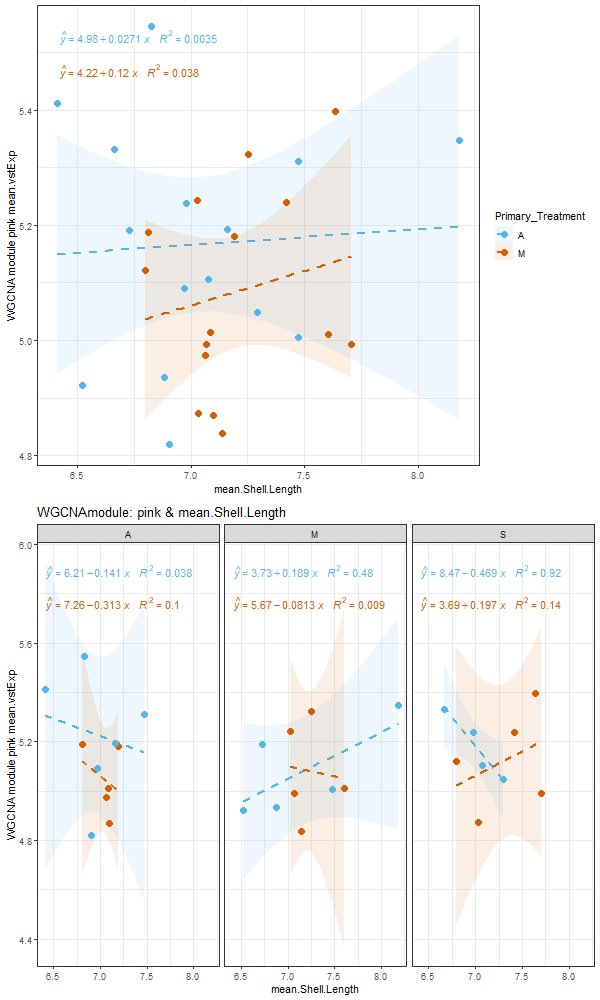 ŷ = 4.98 + 0.0271 x R² = 0.0035
ŷ = 4.22 + 0.12 x R² = 0.038
WGCNA module pink mean.vstExp
5.4
5.2
5.0
4.8
6.5 7.0 7.5 8.0
mean.Shell.Length
Primary_Treatment
A
M
WGCNAmodule: pink & mean.Shell.Length
A M S
ŷ = 6.21 − 0.141 x R² = 0.038 ŷ = 3.73 + 0.189 x R² = 0.48 ŷ = 8.47 − 0.469 x R² = 0.92
ŷ = 7.26 − 0.313 x R² = 0.1 ŷ = 5.67 − 0.0813 x R² = 0.009 ŷ = 3.69 + 0.197 x R² = 0.14
WGCNA module pink mean.vstExp
6.0
5.6
5.2
4.8
4.4
6.5 7.0 7.5 8.0 6.5 7.0 7.5 8.0 6.5 7.0 7.5 8.0
mean.Shell.Length